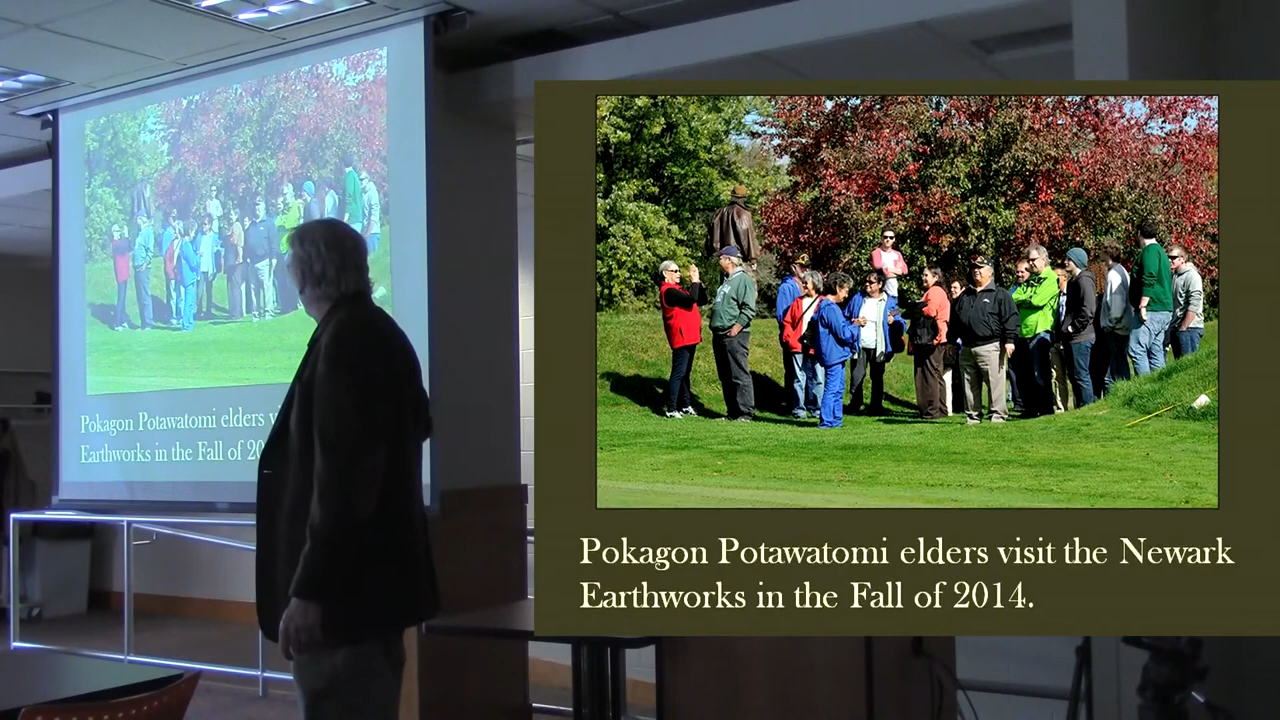 Pokagon Potawatomi elders v
Earthworks in the Fall of 20
Pokagon Potawatomi elders visit the Newark
Earthworks in the Fall of 2014.